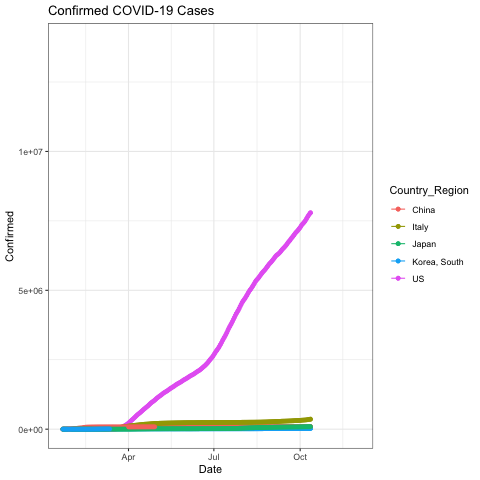 Confirmed COVID-19 Cases
Confirmed
1e+07
5e+06
0e+00
Apr
Jul
Oct
Date
Country_Region
China
Italy
Japan
Korea, South
US